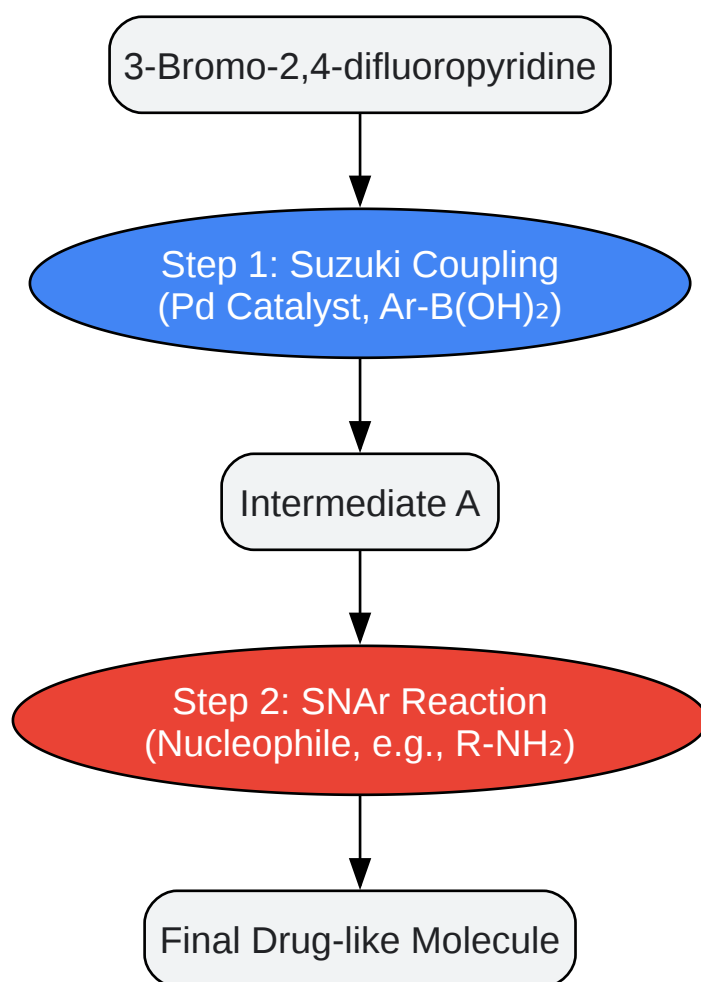 3-Bromo-2,4-difluoropyridine
Step 1: Suzuki Coupling
(Pd Catalyst, Ar-B(OH)₂)
Intermediate A
Step 2: SNAr Reaction
(Nucleophile, e.g., R-NH₂)
Final Drug-like Molecule